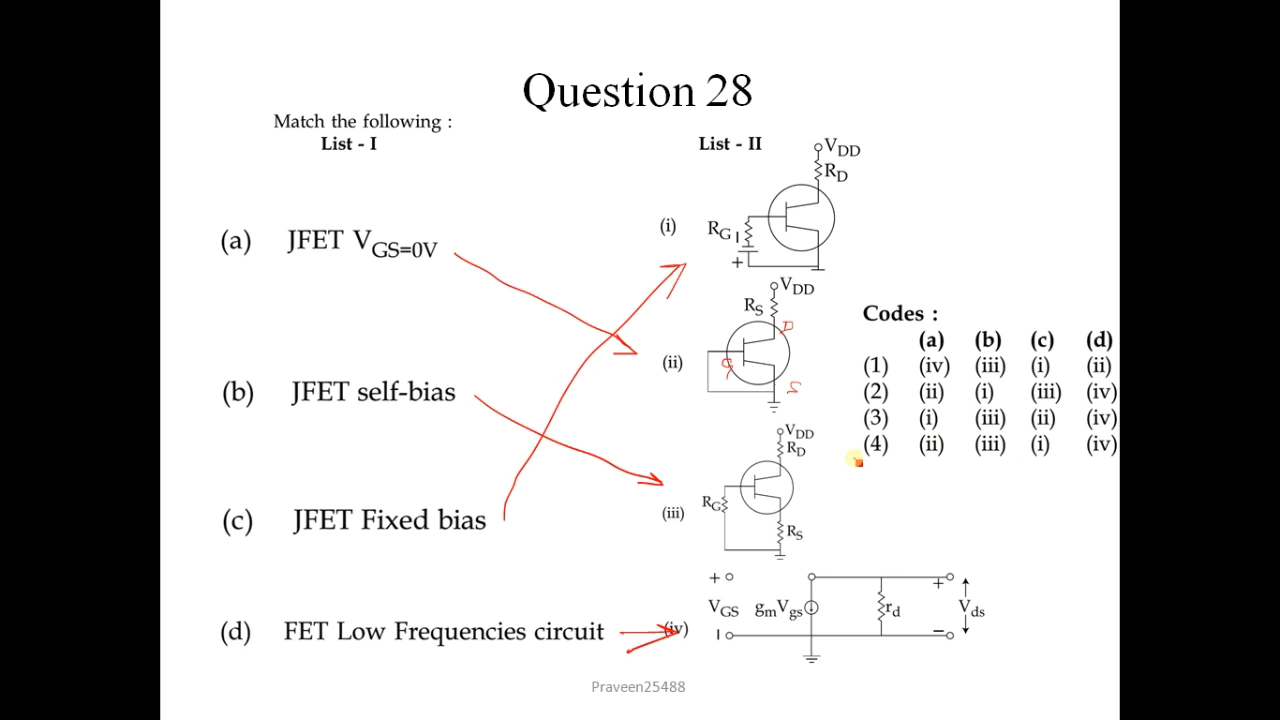 Question 28
Match the following :
List - I
List - II
(a) JFET VGS=0V
(b) JFET self-bias
(c) JFET Fixed bias
(d) FET Low Frequencies circuit
(i)
VDD
RD
RG
+
(ii)
VDD
RS
D
G
S
(iii)
VDD
RD
RG
RS
(iv)
+
VGS
gmVgs
rd
+
Vds
−
Codes :
(a) (b) (c) (d)
(1) (iv) (iii) (i) (ii)
(2) (ii) (i) (iii) (iv)
(3) (i) (iii) (ii) (iv)
(4) (ii) (iii) (i) (iv)
Praveen25488